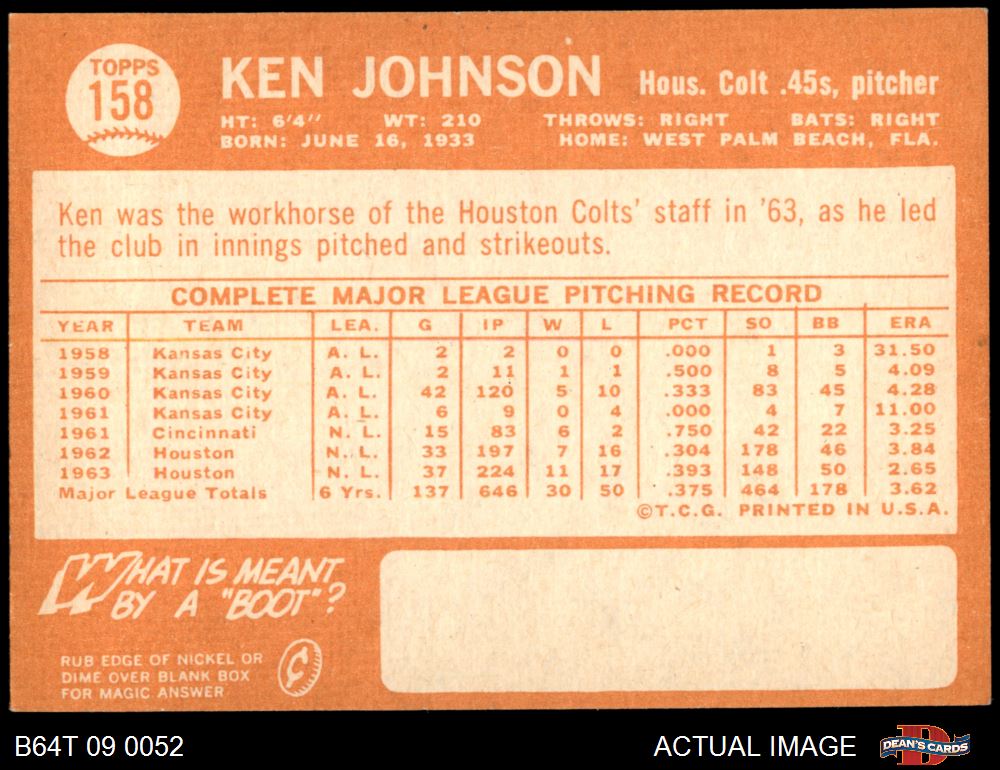 TOPPS
158
KEN JOHNSON Hous. Colt .45s, pitcher
HT: 6'4'' WT: 210 THROWS: RIGHT BATS: RIGHT
BORN: JUNE 16, 1933 HOME: WEST PALM BEACH, FLA.
Ken was the workhorse of the Houston Colts' staff in '63, as he led
the club in innings pitched and strikeouts.
COMPLETE MAJOR LEAGUE PITCHING RECORD
YEAR TEAM LEA. G IP W L PCT SO BB ERA
1958 Kansas City A. L. 2 2 0 0 .000 1 3 31.50
1959 Kansas City A. L. 2 11 1 1 .500 8 5 4.09
1960 Kansas City A. L. 42 120 5 10 .333 83 45 4.28
1961 Kansas City A. L. 6 9 0 4 .000 4 7 11.00
1961 Cincinnati N. L. 15 83 6 2 .750 42 22 3.25
1962 Houston N. L. 33 197 7 16 .304 178 46 3.84
1963 Houston N. L. 37 224 11 17 .393 148 50 2.65
Major League Totals 6 Yrs. 137 646 30 50 .375 464 178 3.62
©T.C.G. PRINTED IN U.S.A.
WHAT IS MEANT
BY A "BOOT"?
RUB EDGE OF NICKEL OR
DIME OVER BLANK BOX
FOR MAGIC ANSWER
B64T 09 0052 ACTUAL IMAGE DEAN'S CARDS